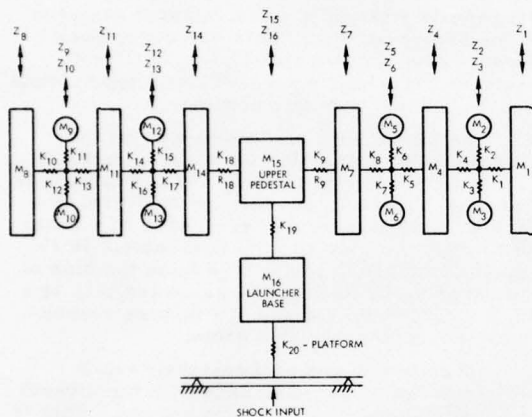 Z8 Z9 Z10 Z11 Z12 Z13 Z14 Z15 Z16 Z7 Z5 Z6 Z4 Z2 Z3 Z1
M9 M12 M5 M2
K10 K11 K14 K15 K18 M15 UPPER PEDESTAL K9 K8 K6 K4 K2
M8 M11 M14 M7 M4 M1
K12 K13 K16 K17 R18 R9 K7 K5 K3 K1
M10 M13 M6 M3
K19
M16 LAUNCHER BASE
K20 - PLATFORM
SHOCK INPUT